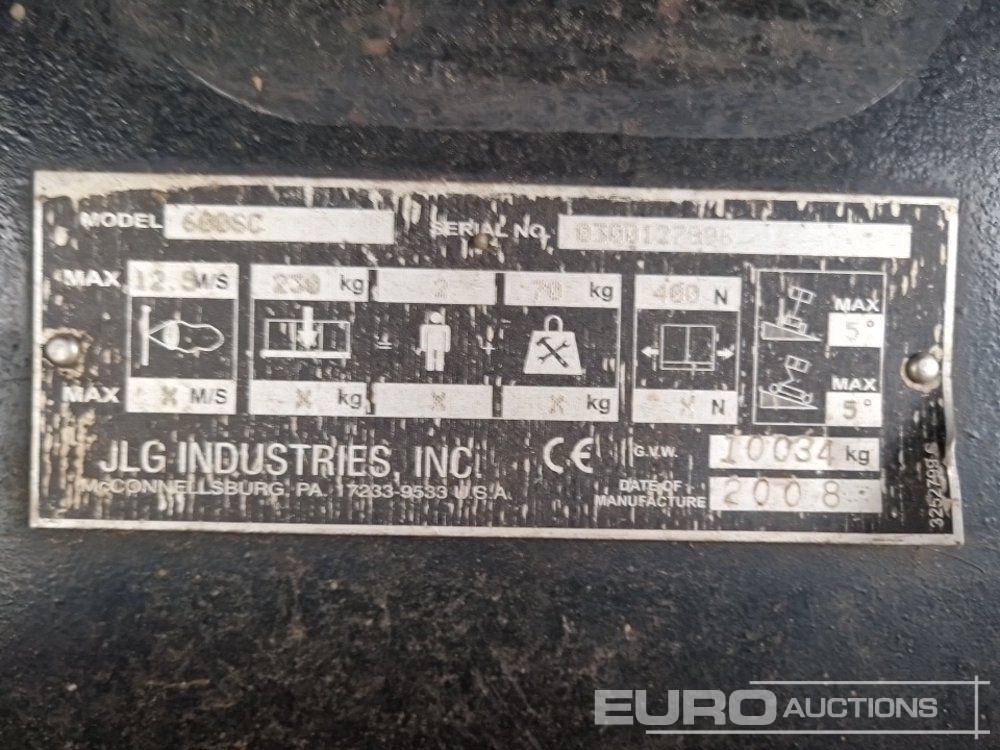 MODEL 600SC SERIAL NO. 0300127996
MAX 12.5 M/S 230 kg 2 70 kg 400 N MAX 5°
MAX X M/S X kg X X kg X N MAX 5°
JLG INDUSTRIES, INC. CE G.V.W. 10034 kg
McCONNELLSBURG, PA. 17233-9533 U.S.A. DATE OF MANUFACTURE 2008
EURO AUCTIONS